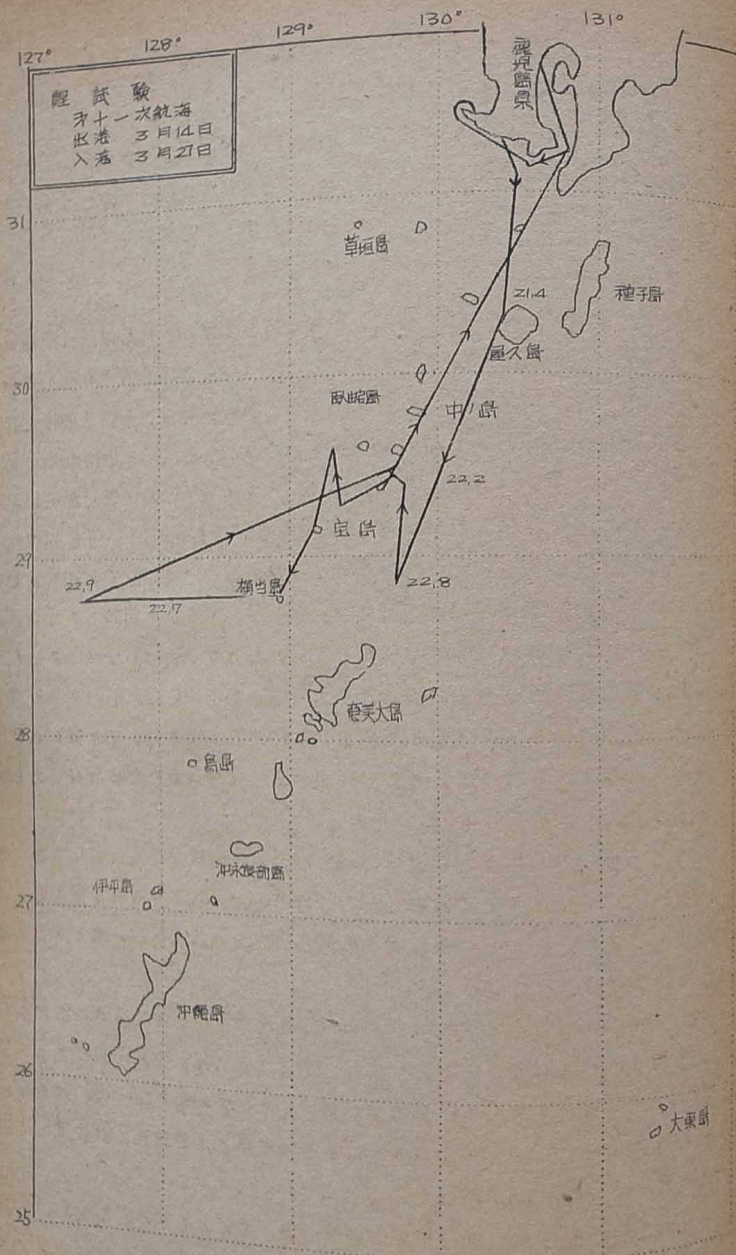 127°
128°
129°
130°
131°
鹿児島県
鰹試験
才十一次航海
出港 3月14日
入港 3月27日
31
草垣島
21.4
種子島
屋久島
30
臥蛇島
中ノ島
22,2
宝島
29
22,9
22,7
横当島
22,8
奄美大島
28
鳥島
沖永良部島
伊平島
27
沖縄島
26
大東島
25